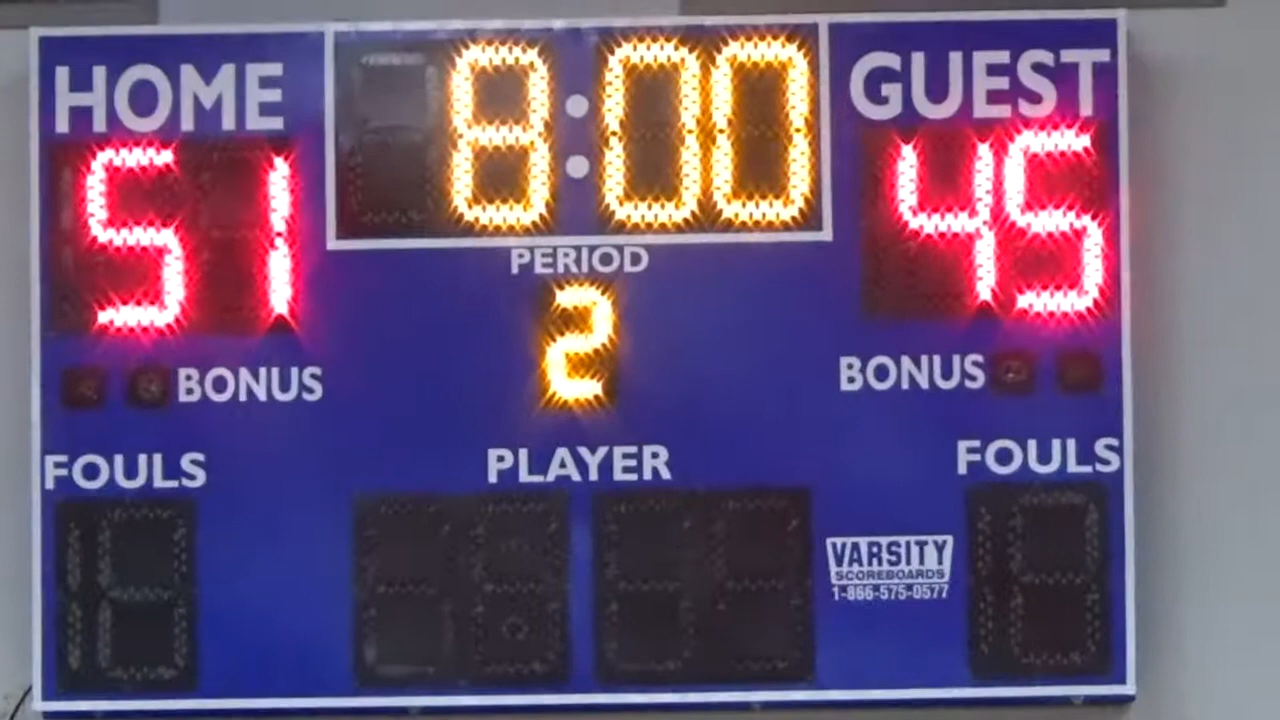 HOME
8:00
GUEST
51
45
PERIOD
2
BONUS
BONUS
FOULS
PLAYER
FOULS
VARSITY
SCOREBOARDS
1-866-575-0577